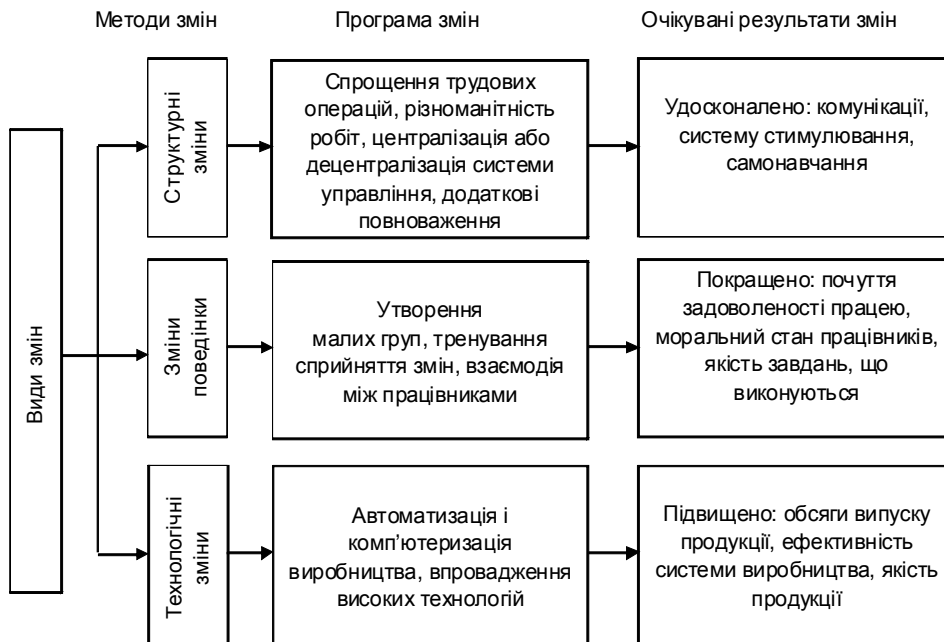 Методи змін
Програма змін
Очікувані результати змін
Види змін
Структурні
зміни
Спрощення трудових
операцій, різноманітність
робіт, централізація або
децентралізація системи
управління, додаткові
повноваження
Удосконалено: комунікації,
систему стимулювання,
самонавчання
Зміни
поведінки
Утворення
малих груп, тренування
сприйняття змін, взаємодія
між працівниками
Покращено: почуття
задоволеності працею,
моральний стан працівників,
якість завдань, що
виконуються
Технологічні
зміни
Автоматизація і
комп’ютеризація
виробництва, впровадження
високих технологій
Підвищено: обсяги випуску
продукції, ефективність
системи виробництва, якість
продукції